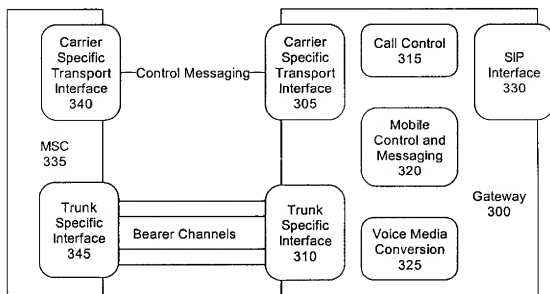 Carrier
Specific
Transport
Interface
340
Control Messaging
Carrier
Specific
Transport
Interface
305
Call Control
315
SIP
Interface
330
MSC
335
Mobile
Control and
Messaging
320
Gateway
300
Trunk
Specific
Interface
345
Bearer Channels
Trunk
Specific
Interface
310
Voice Media
Conversion
325